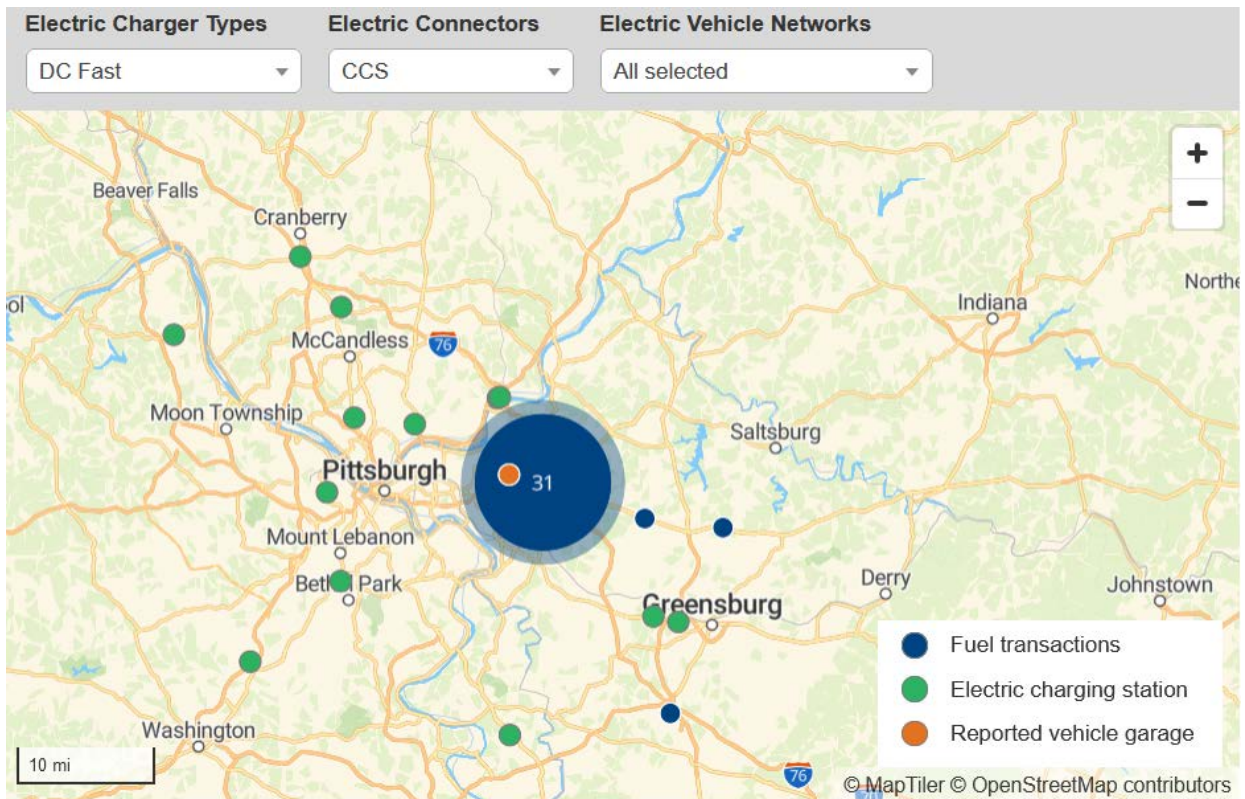 Electric Charger Types
Electric Connectors
Electric Vehicle Networks
DC Fast
CCS
All selected
+
−
Beaver Falls
Cranberry
Northe
ool
Indiana
McCandless
76
Moon Township
Saltsburg
Pittsburgh
31
Mount Lebanon
Derry
Johnstown
Park
Greensburg
Fuel transactions
Electric charging station
Reported vehicle garage
Washington
10 mi
76
© MapTiler © OpenStreetMap contributors